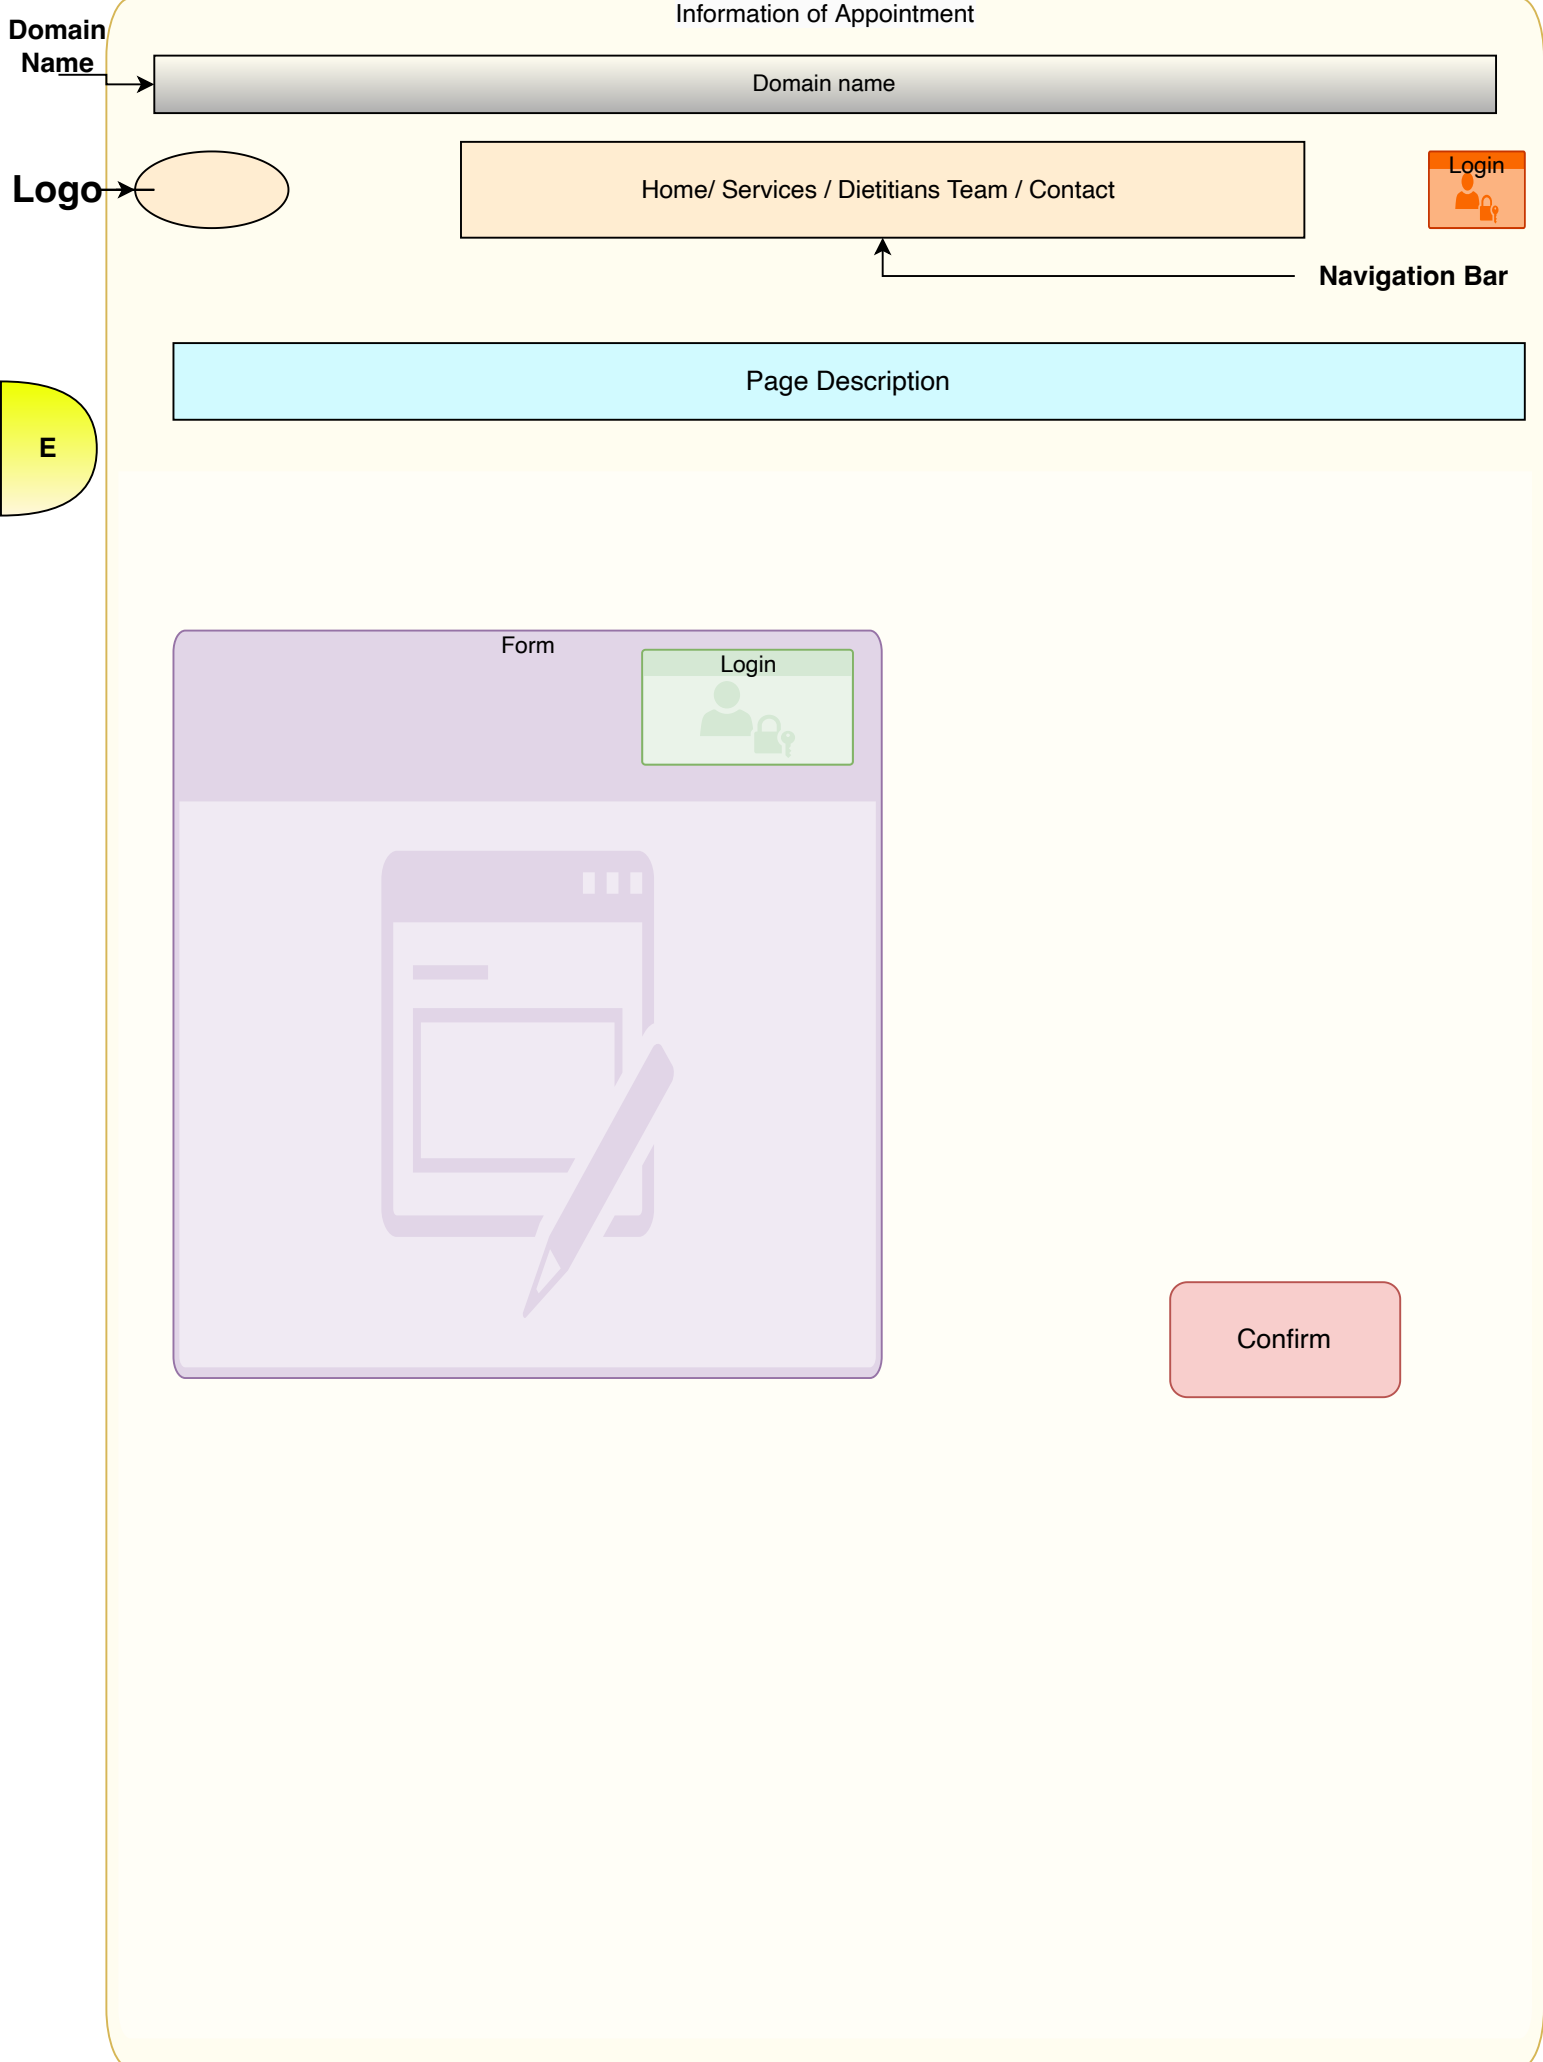 Information of Appointment
Domain
Name
Domain name
Logo
Home/ Services / Dietitians Team / Contact
Login
Navigation Bar
Page Description
E
Form
Login
Confirm